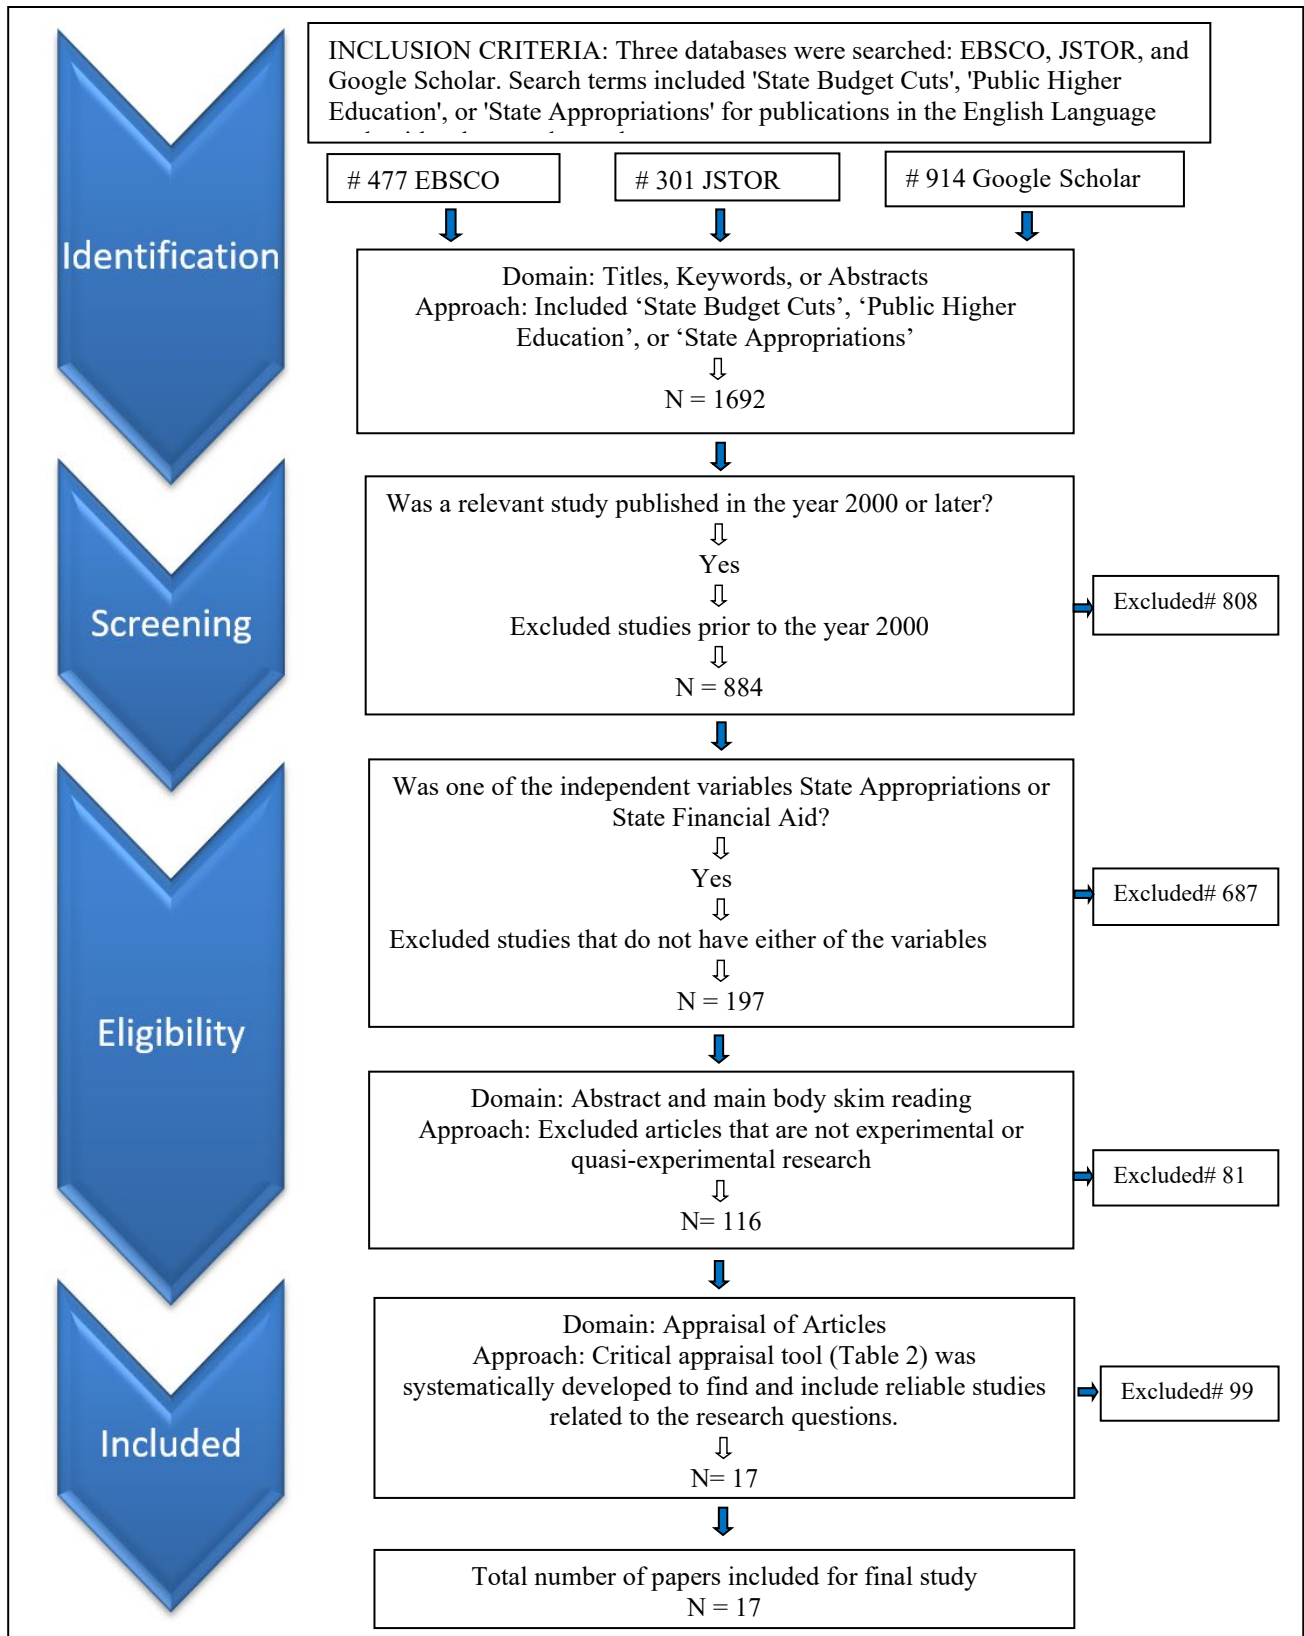 INCLUSION CRITERIA: Three databases were searched: EBSCO, JSTOR, and
Google Scholar. Search terms included 'State Budget Cuts', 'Public Higher
Education', or 'State Appropriations' for publications in the English Language
# 477 EBSCO
# 301 JSTOR
# 914 Google Scholar
Identification
Domain: Titles, Keywords, or Abstracts
Approach: Included ‘State Budget Cuts’, ‘Public Higher
Education’, or ‘State Appropriations’
⇩
N = 1692
Screening
Was a relevant study published in the year 2000 or later?
⇩
Yes
⇩
Excluded studies prior to the year 2000
⇩
N = 884
Excluded# 808
Eligibility
Was one of the independent variables State Appropriations or
State Financial Aid?
⇩
Yes
⇩
Excluded studies that do not have either of the variables
⇩
N = 197
Excluded# 687
Domain: Abstract and main body skim reading
Approach: Excluded articles that are not experimental or
quasi-experimental research
⇩
N= 116
Excluded# 81
Included
Domain: Appraisal of Articles
Approach: Critical appraisal tool (Table 2) was
systematically developed to find and include reliable studies
related to the research questions.
⇩
N= 17
Excluded# 99
Total number of papers included for final study
N = 17